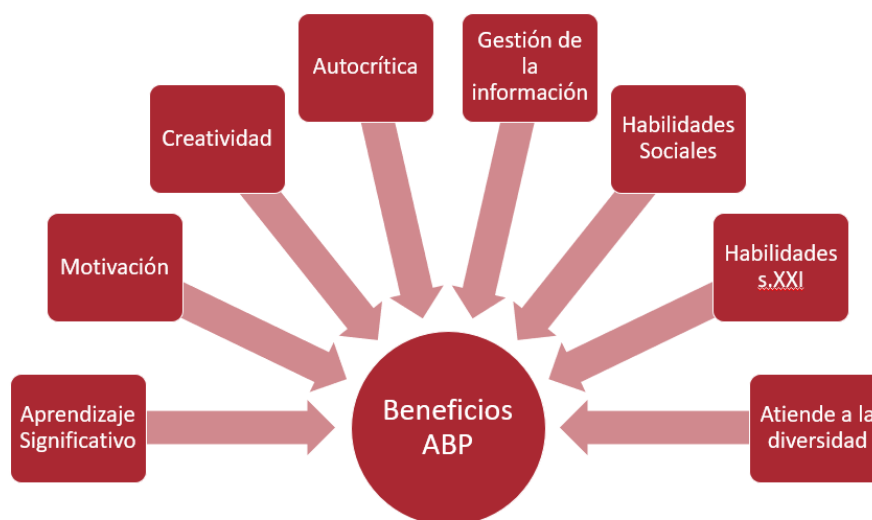 Aprendizaje
Significativo
Motivación
Creatividad
Autocrítica
Gestión de
la
información
Habilidades
Sociales
Habilidades
s.XXI
Atiende a la
diversidad
Beneficios
ABP